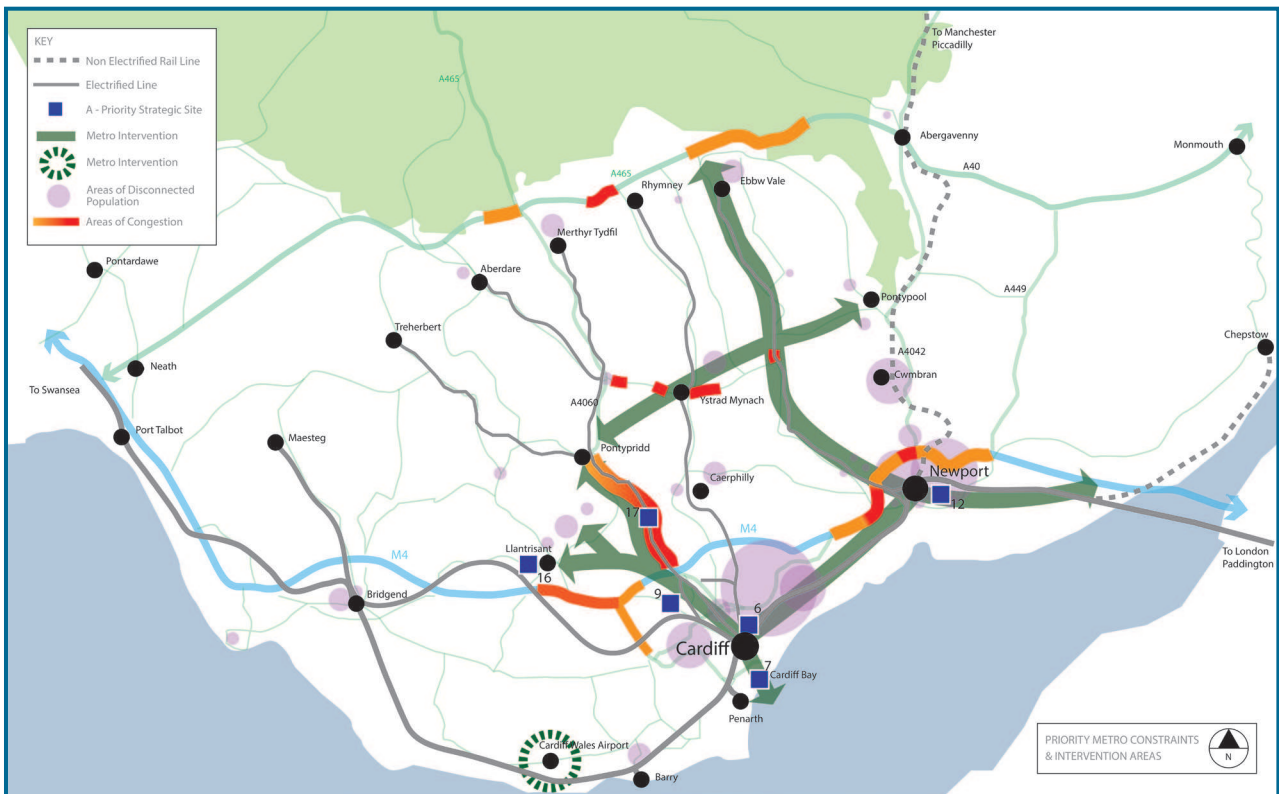 KEY
Non Electrified Rail Line
Electrified Line
A - Priority Strategic Site
Metro Intervention
Metro Intervention
Areas of Disconnected
Population
Areas of Congestion
To Manchester
Piccadilly
A465
Abergavenny
Monmouth
A40
A465
Rhymney
Ebbw Vale
Merthyr Tydfil
Pontardawe
Aberdare
A449
Pontypool
Treherbert
Chepstow
A4042
Neath
Cwmbran
To Swansea
A4060
Ystrad Mynach
Port Talbot
Maesteg
Pontypridd
Newport
Caerphilly
12
17
M4
Llantrisant
M4
To London
Paddington
16
Bridgend
9
6
Cardiff
7
Cardiff Bay
Penarth
Cardiff Wales Airport
Barry
PRIORITY METRO CONSTRAINTS
& INTERVENTION AREAS
N